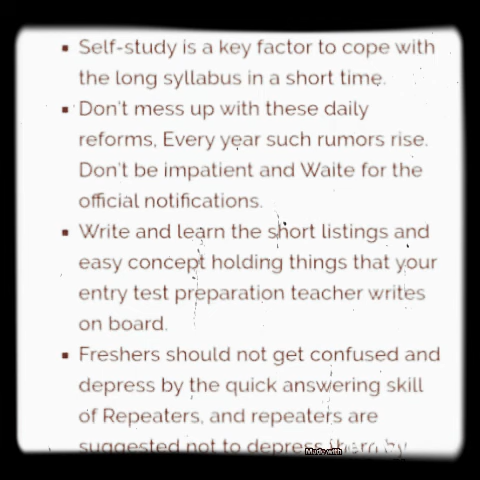 Self-study is a key factor to cope with
the long syllabus in a short time.
Don't mess up with these daily
reforms, Every year such rumors rise.
Don't be impatient and Waite for the
official notifications.
Write and learn the short listings and
easy concept holding things that your
entry test preparation teacher writes
on board.
Freshers should not get confused and
depress by the quick answering skill
of Repeaters, and repeaters are
suggested not to depress them by
Made with